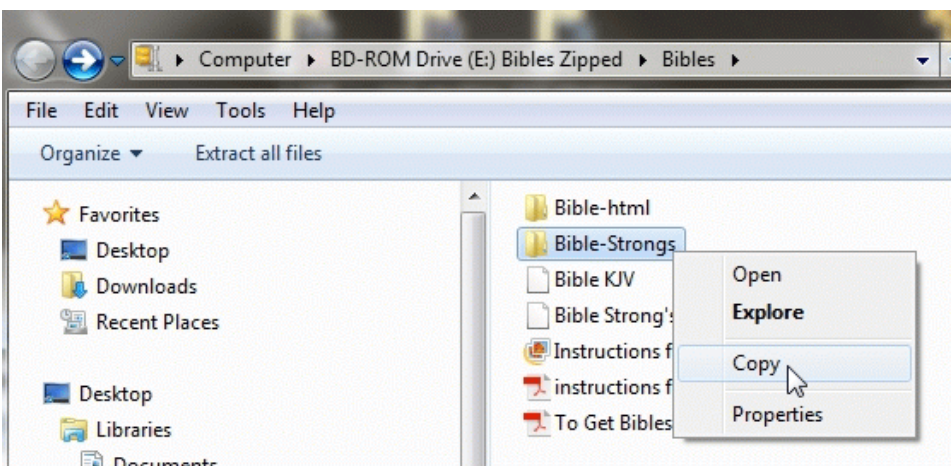 Computer BD-ROM Drive (E:) Bibles Zipped Bibles
File Edit View Tools Help
Organize Extract all files
Favorites
Desktop
Downloads
Recent Places
Desktop
Libraries
Documents
Bible-html
Bible-Strongs
Bible KJV
Bible Strong's
Instructions f
instructions f
To Get Bibles
Open
Explore
Copy
Properties